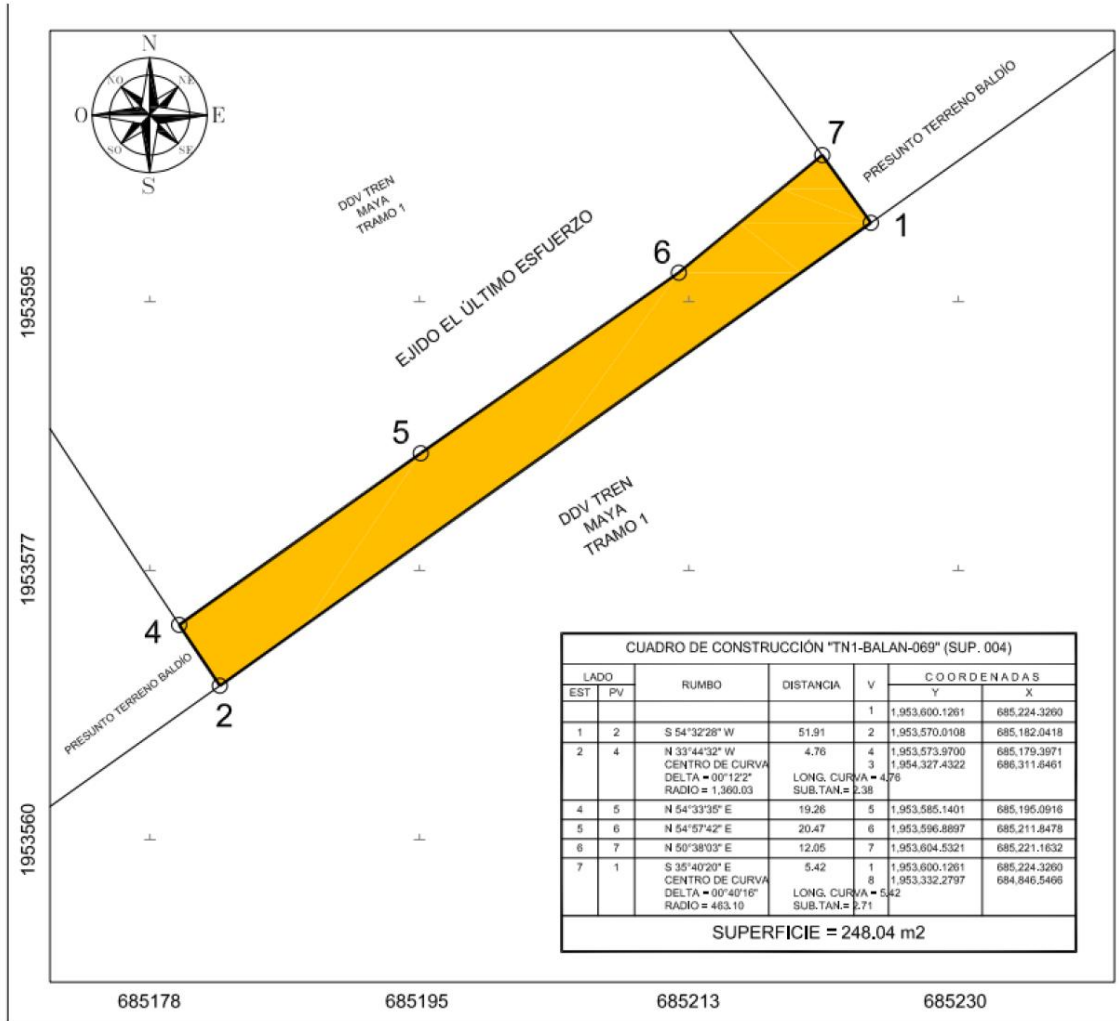 N
NO NE
O E
SO SE
S
7
PRESUNTO TERRENO BALDÍO
1
DDV TREN
MAYA
TRAMO 1
EJIDO EL ÚLTIMO ESFUERZO
6
1953595
5
DDV TREN
MAYA
TRAMO 1
1953577
4
PRESUNTO TERRENO BALDÍO
2
1953560
CUADRO DE CONSTRUCCIÓN "TN1-BALAN-069" (SUP. 004)
LADO RUMBO DISTANCIA V COORDENADAS
EST PV Y X
1 1,953,600.1261 685,224.3260
1 2 S 54°32'28" W 51.91 2 1,953,570.0108 685,182.0418
2 4 N 33°44'32" W 4.76 4 1,953,573.9700 685,179.3971
CENTRO DE CURVA 3 1,954,327.4322 686,311.6461
DELTA = 00°12'2" LONG. CURVA = 4.76
RADIO = 1,360.03 SUB.TAN.= 2.38
4 5 N 54°33'35" E 19.26 5 1,953,585.1401 685,195.0916
5 6 N 54°57'42" E 20.47 6 1,953,596.8897 685,211.8478
6 7 N 50°38'03" E 12.05 7 1,953,604.5321 685,221.1632
7 1 S 35°40'20" E 5.42 1 1,953,600.1261 685,224.3260
CENTRO DE CURVA 8 1,953,332.2797 684,846.5466
DELTA = 00°40'16" LONG. CURVA = 5.42
RADIO = 463.10 SUB.TAN.= 2.71
SUPERFICIE = 248.04 m2
685178 685195 685213 685230